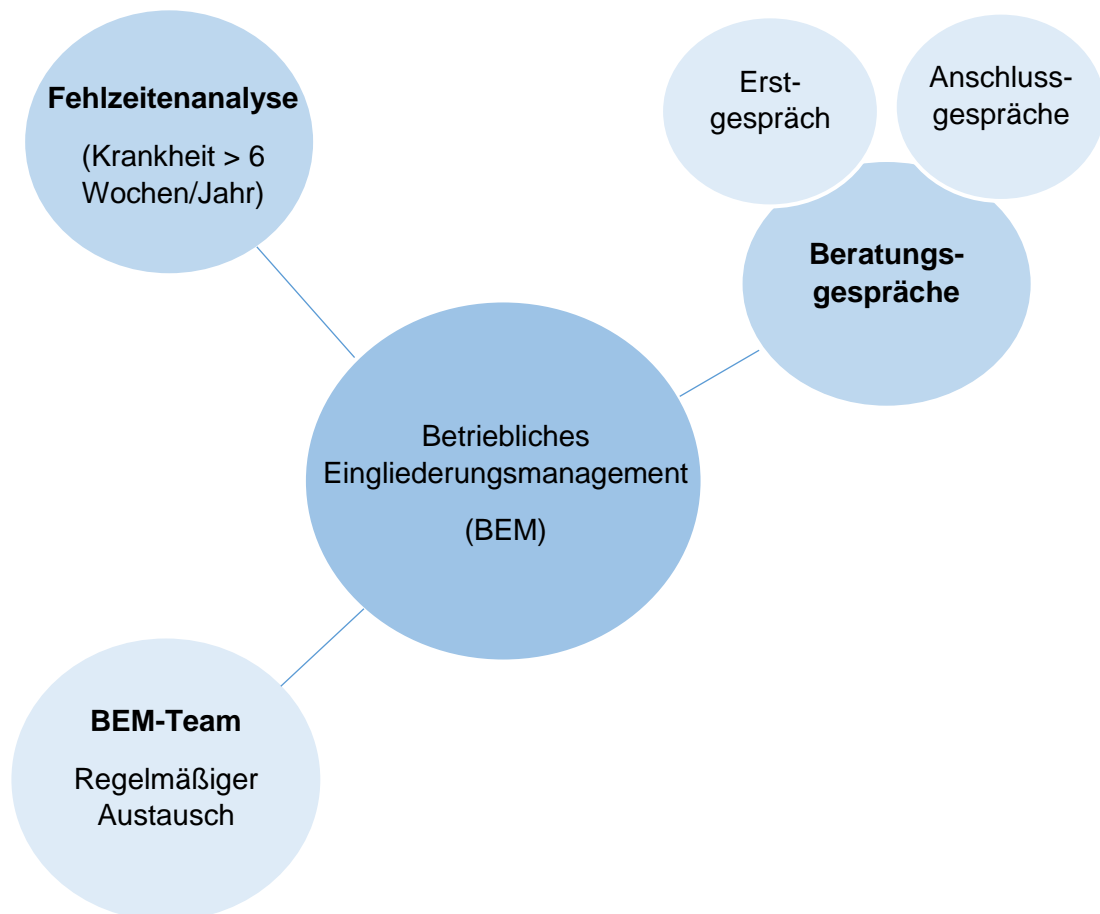 Fehlzeitenanalyse
(Krankheit > 6
Wochen/Jahr)
Erst-
gespräch
Anschluss-
gespräche
Beratungs-
gespräche
Betriebliches
Eingliederungsmanagement
(BEM)
BEM-Team
Regelmäßiger
Austausch